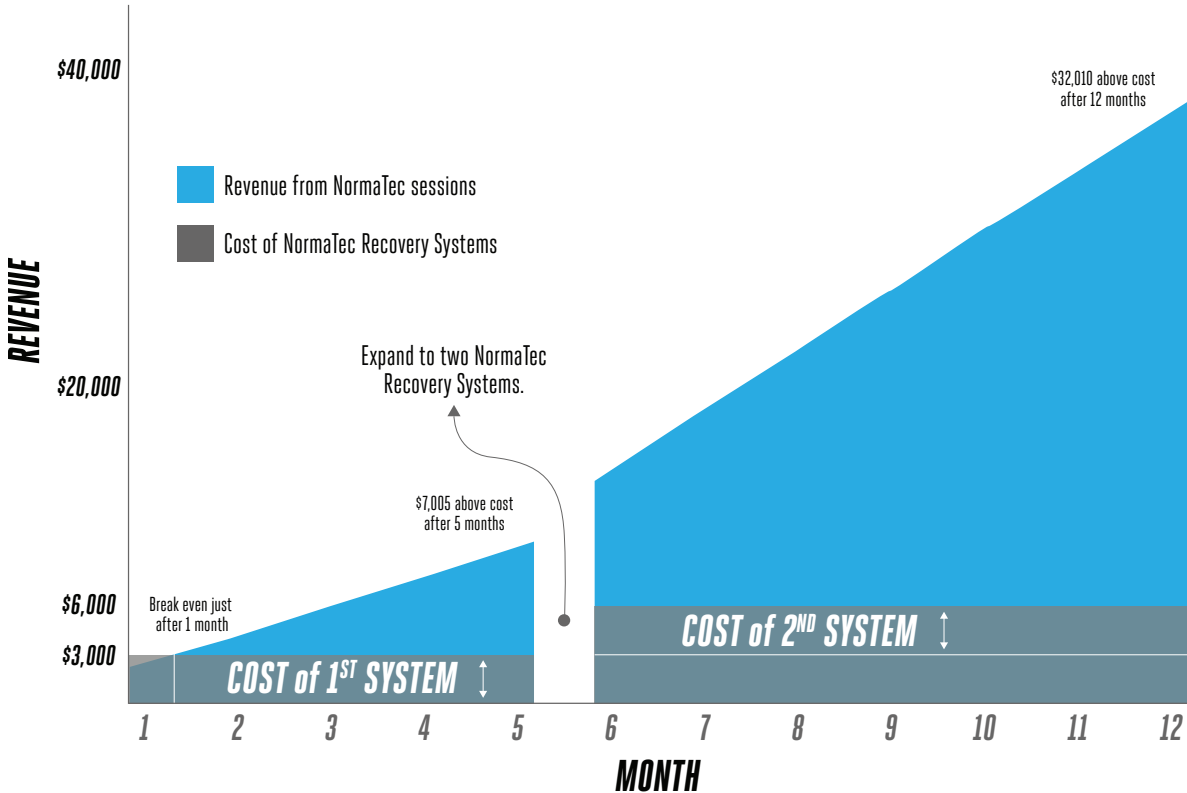 $40,000
$32,010 above cost
after 12 months
Revenue from NormaTec sessions
Cost of NormaTec Recovery Systems
REVENUE
Expand to two NormaTec
Recovery Systems.
$20,000
$7,005 above cost
after 5 months
$6,000
Break even just
after 1 month
$3,000
COST of 1ST SYSTEM
COST of 2ND SYSTEM
1 2 3 4 5 6 7 8 9 10 11 12
MONTH